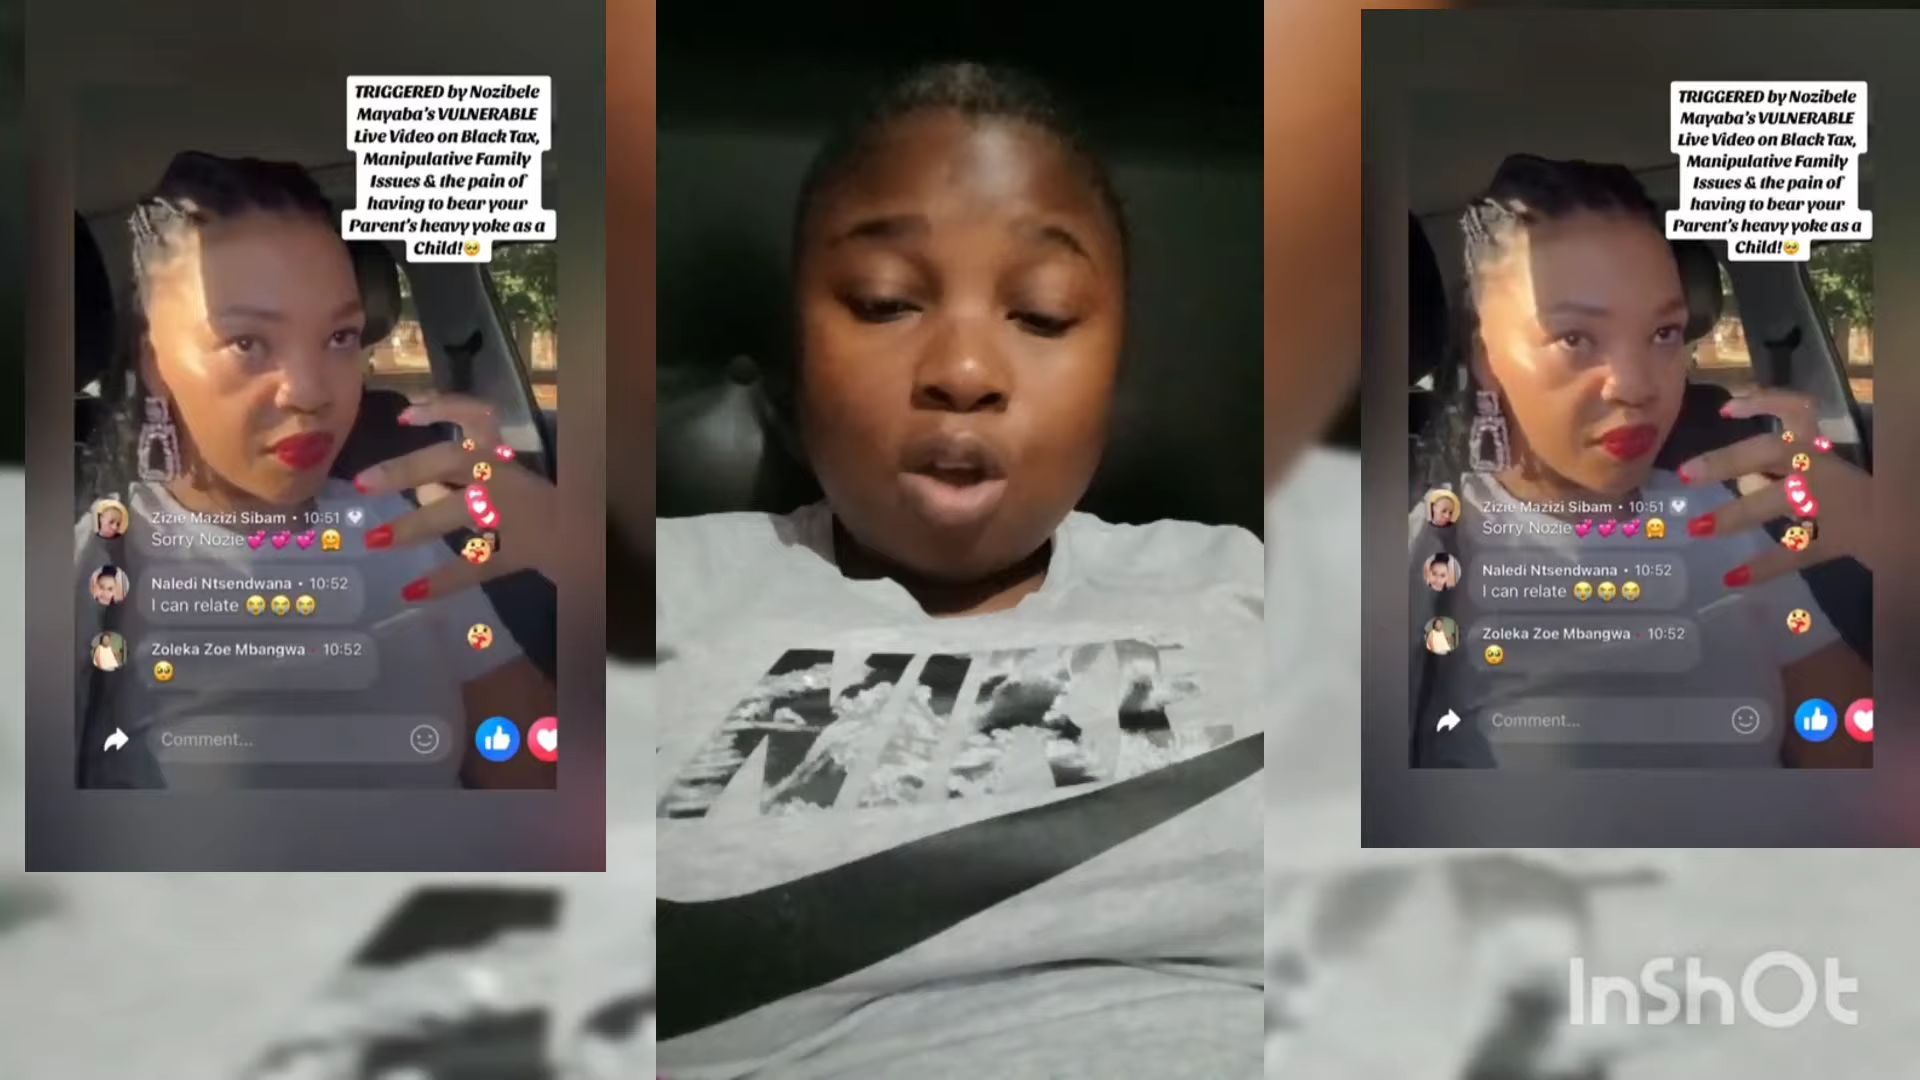 TRIGGERED by Nozibele
Mayaba's VULNERABLE
Live Video on Black Tax,
Manipulative Family
Issues & the pain of
having to bear your
Parent's heavy yoke as a
Child!🥺
Zizie Mazizi Sibam • 10:51
Sorry Nozie💞💞💞🤗
Naledi Ntsendwana • 10:52
I can relate 😭😭😭
Zoleka Zoe Mbangwa 10:52
🥺
Comment...
NIKE
TRIGGERED by Nozibele
Mayaba's VULNERABLE
Live Video on Black Tax,
Manipulative Family
Issues & the pain of
having to bear your
Parent's heavy yoke as a
Child!🥺
Zizie Mazizi Sibam • 10:51
Sorry Nozie💞💞💞🤗
Naledi Ntsendwana • 10:52
I can relate 😭😭😭
Zoleka Zoe Mbangwa 10:52
🥺
Comment...
InShOt